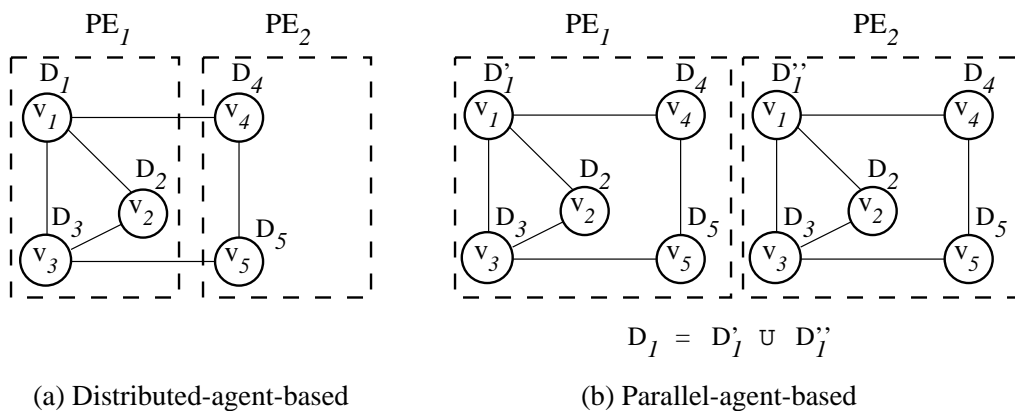 PE1 PE2 PE1 PE2
D1 D4 D'1 D4 D''1 D4
v1 v4 v1 v4 v1 v4
D2 D2 D2
v2 v2 v2
D3 D5 D3 D5 D3 D5
v3 v5 v3 v5 v3 v5
D1 = D'1 U D''1
(a) Distributed-agent-based (b) Parallel-agent-based